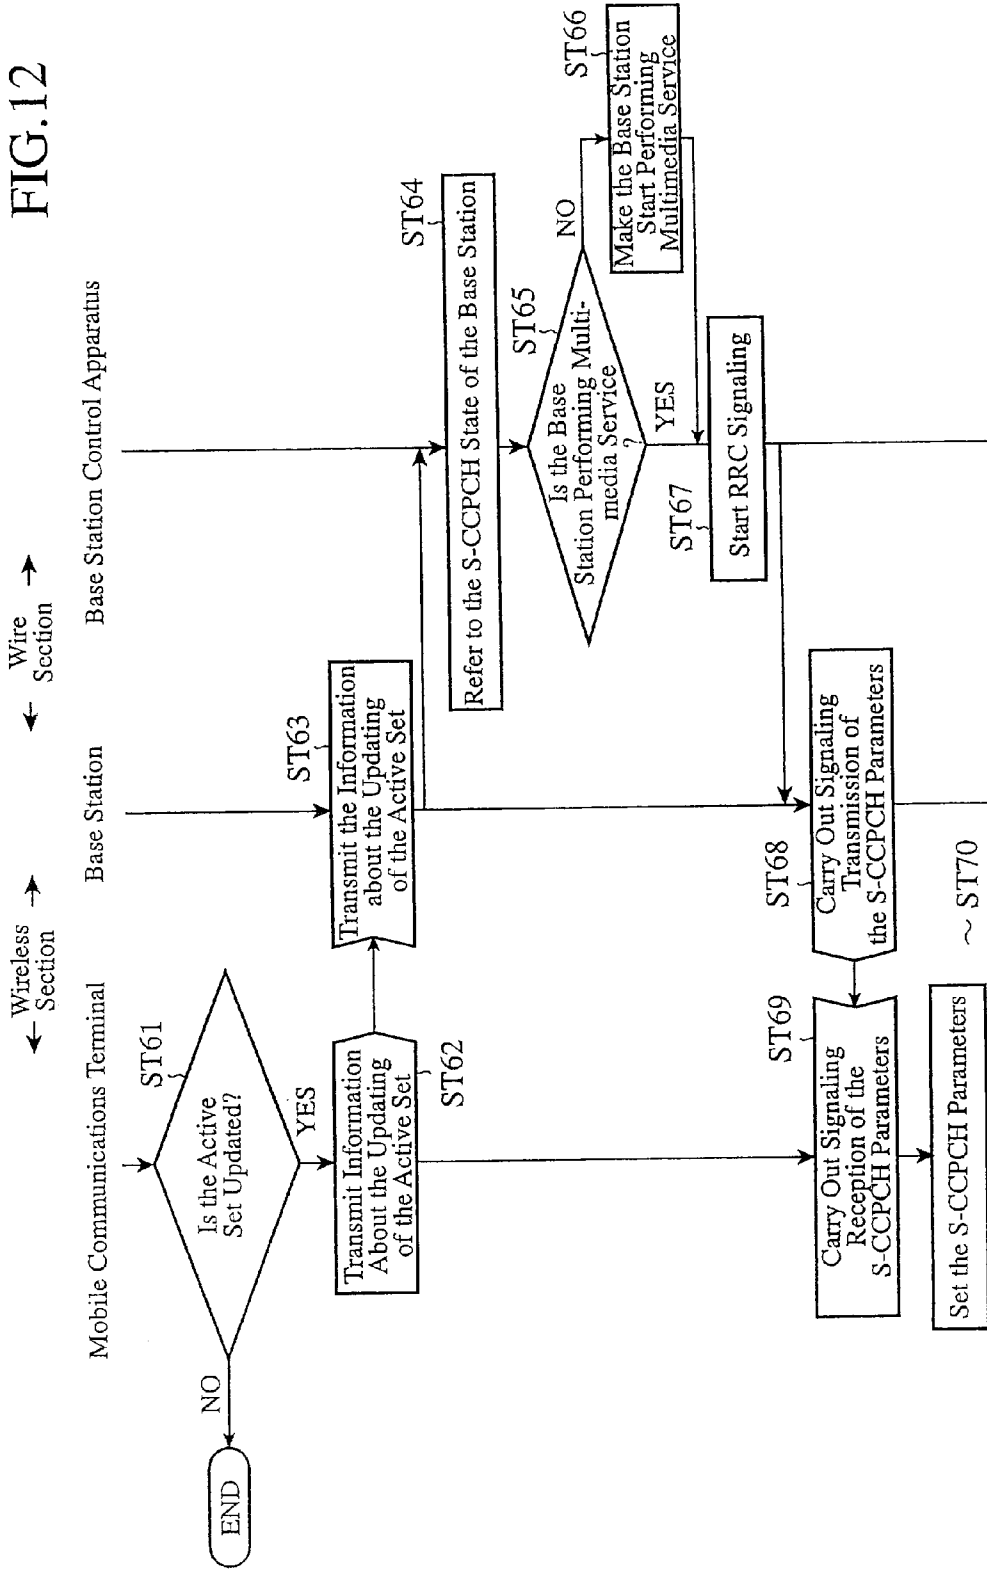 FIG.12
Wireless
Section
Wire
Section
Mobile Communications Terminal
Base Station
Base Station Control Apparatus
ST61
Is the Active
Set Updated?
NO
END
YES
Transmit Information
About the Updating
of the Active Set
ST62
ST63
Transmit the Information
about the Updating
of the Active Set
ST64
Refer to the S-CCPCH State of the Base Station
ST65
Is the Base
Station Performing Multi-
media Service
?
NO
YES
ST66
Make the Base Station
Start Performing
Multimedia Service
ST67
Start RRC Signaling
ST68
Carry Out Signaling
Transmission of
the S-CCPCH Parameters
ST69
Carry Out Signaling
Reception of the
S-CCPCH Parameters
Set the S-CCPCH Parameters
~ ST70